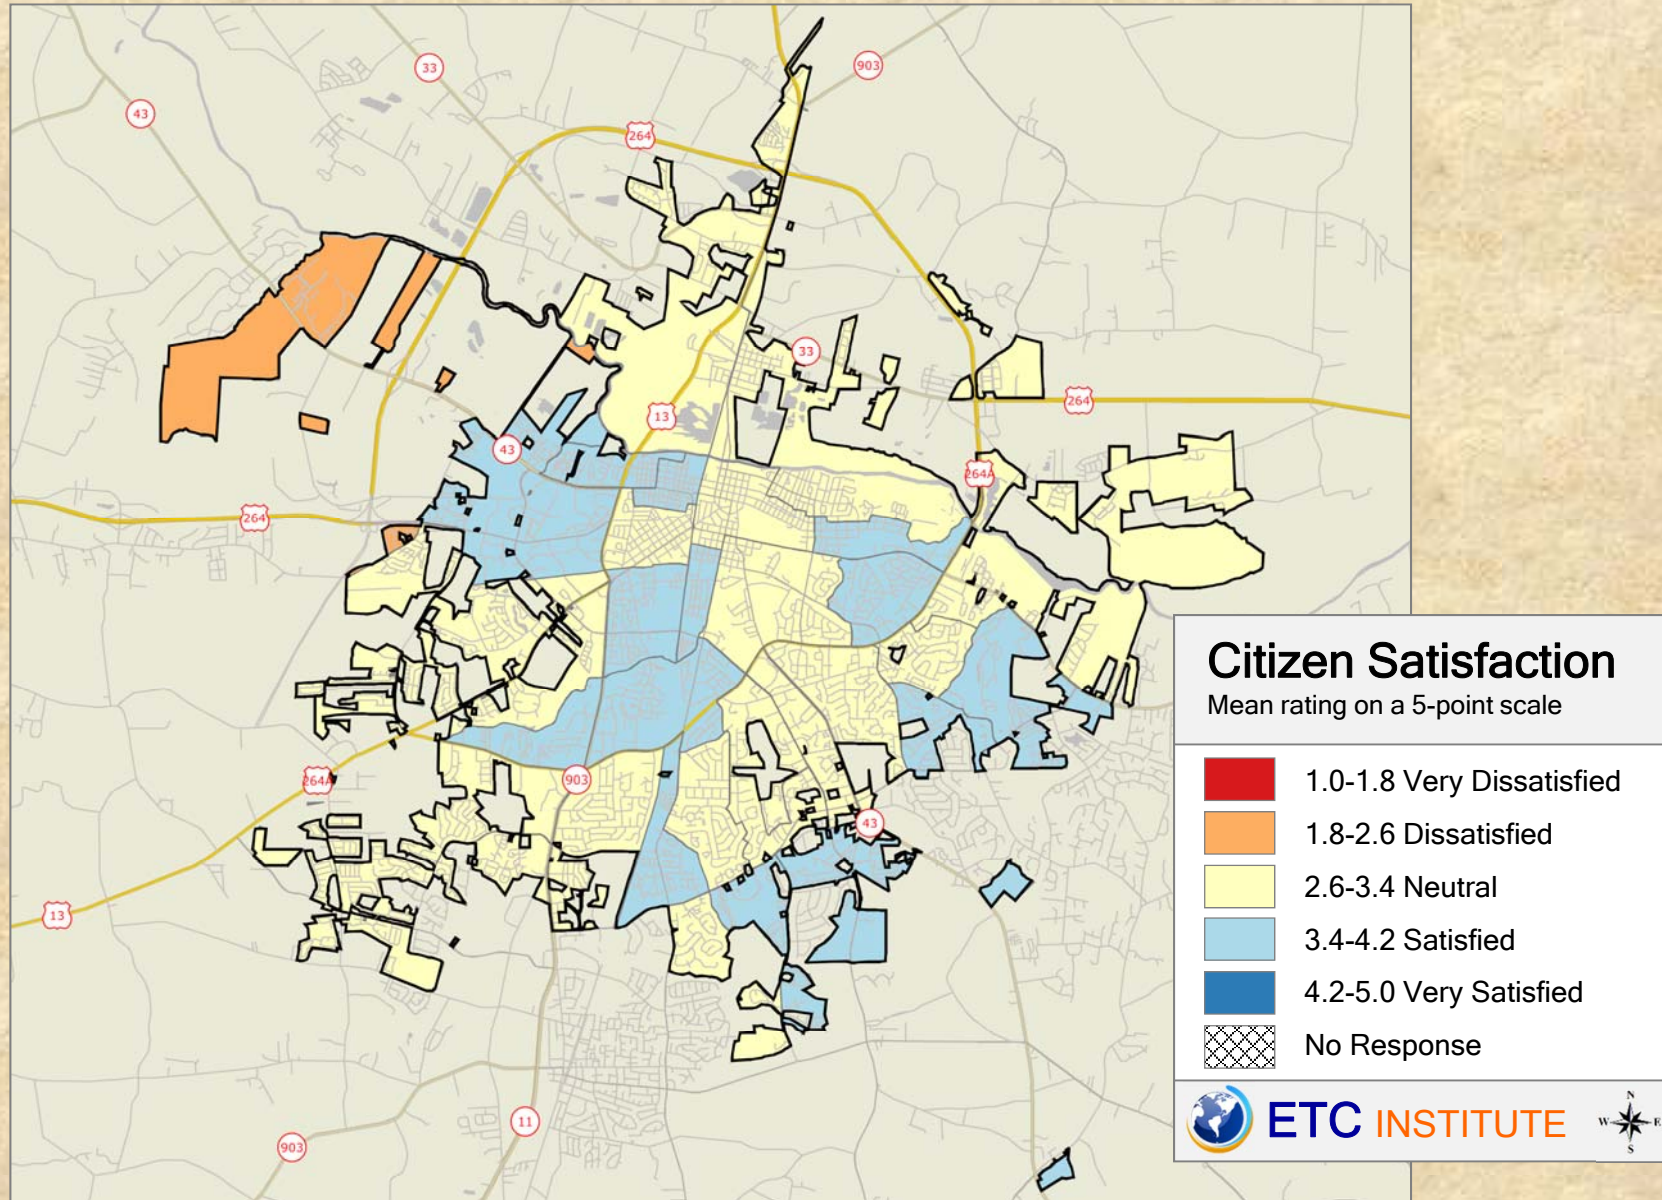 903
33
43
264
33
264
13
43
264A
264
903
264A
43
13
11
903
Citizen Satisfaction
Mean rating on a 5-point scale
1.0-1.8 Very Dissatisfied
1.8-2.6 Dissatisfied
2.6-3.4 Neutral
3.4-4.2 Satisfied
4.2-5.0 Very Satisfied
No Response
ETC INSTITUTE
N
W E
S